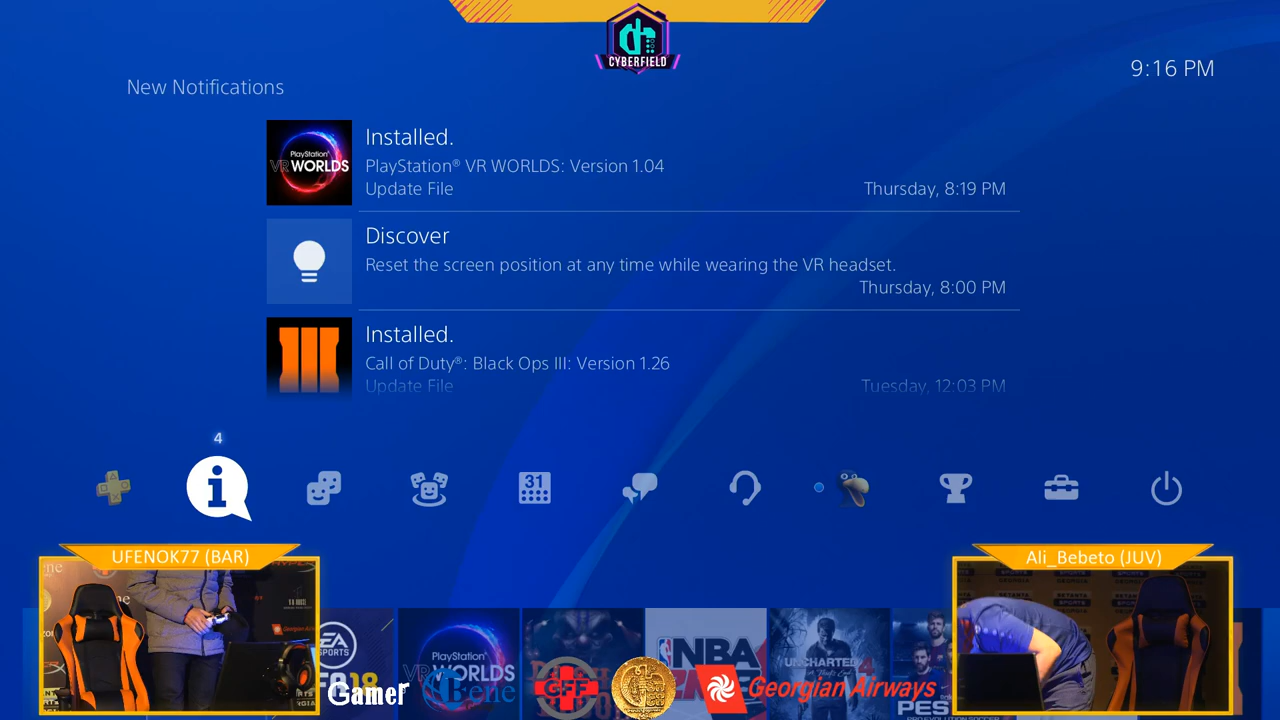 CYBERFIELD
9:16 PM
New Notifications
PlayStation®
VR WORLDS
Installed.
PlayStation® VR WORLDS: Version 1.04
Update File
Thursday, 8:19 PM
Discover
Reset the screen position at any time while wearing the VR headset.
Thursday, 8:00 PM
Installed.
Call of Duty®: Black Ops III: Version 1.26
Update File
Tuesday, 12:03 PM
4
31
UFENOK77 (BAR)
Ali_Bebeto (JUV)
EA
SPORTS
PlayStation
VR WORLDS
NBA
UNCHARTED
PES
Gamer
GFF
Georgian Airways